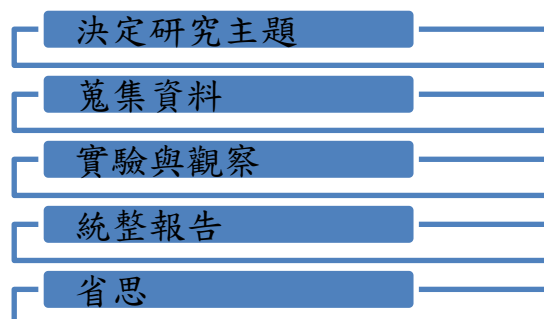 決定研究主題
蒐集資料
實驗與觀察
統整報告
省思